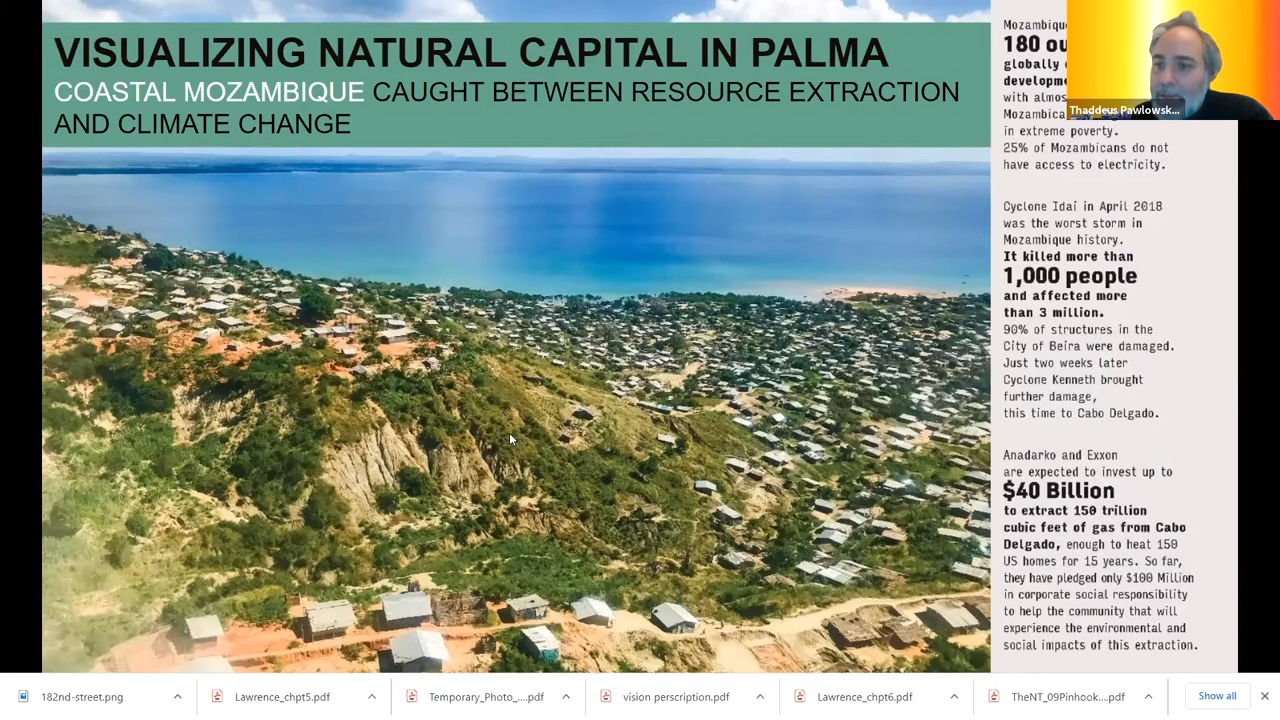 VISUALIZING NATURAL CAPITAL IN PALMA
COASTAL MOZAMBIQUE CAUGHT BETWEEN RESOURCE EXTRACTION
AND CLIMATE CHANGE
Mozambique
180
globally
with almos
in extreme poverty.
25% of Mozambicans do not
have access to electricity.
Cyclone Idai in April 2018
was the worst storm in
Mozambique history.
It killed more than
1,000 people
and affected more
than 3 million.
90% of structures in the
City of Beira were damaged.
Just two weeks later
Cyclone Kenneth brought
further damage,
this time to Cabo Delgado.
Anadarko and Exxon
are expected to invest up to
$40 Billion
to extract 150 trillion
cubic feet of gas from Cabo
Delgado, enough to heat 150
US homes for 15 years. So far,
they have pledged only $100 Million
in corporate social responsibility
to help the community that will
experience the environmental and
social impacts of this extraction.
Thaddeus Pawlowsk...
182nd-street.png
Lawrence_chpt5.pdf
Temporary_Photo_....pdf
vision perscription.pdf
Lawrence_chpt6.pdf
TheNT_09Pinhook....pdf
Show all